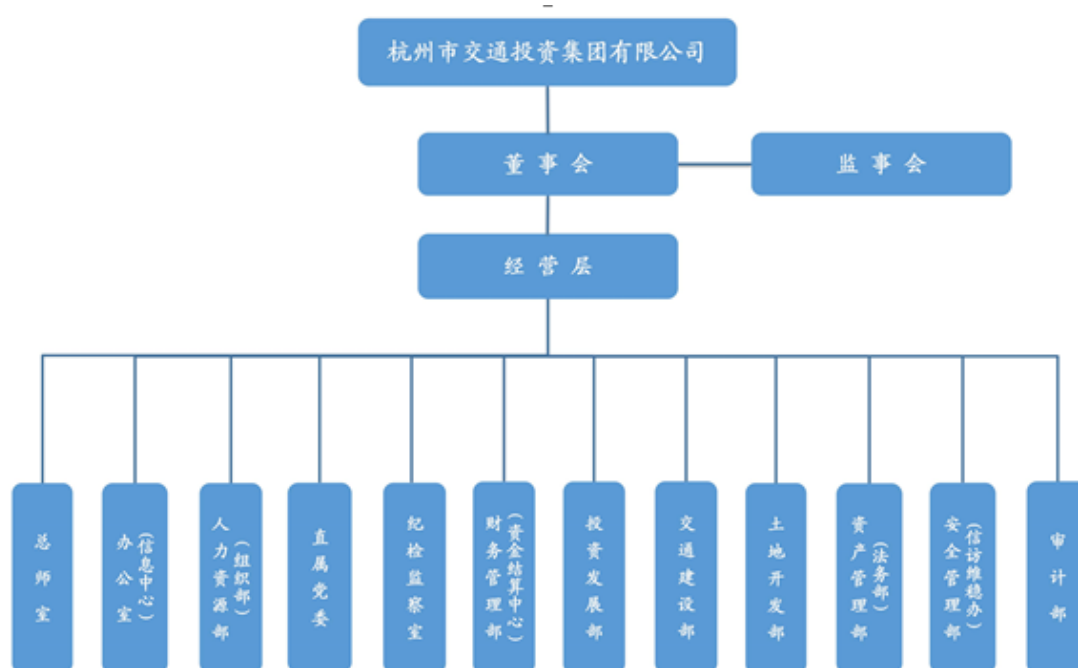 杭州市交通投资集团有限公司
董事会
监事会
经营层
总师室
办公室
(信息中心)
人力资源部
(组织部)
直属党委
纪检监察室
财务管理部
(资金结算中心)
投资发展部
交通建设部
土地开发部
资产管理部
(法务部)
安全管理部
(信访维稳办)
审计部